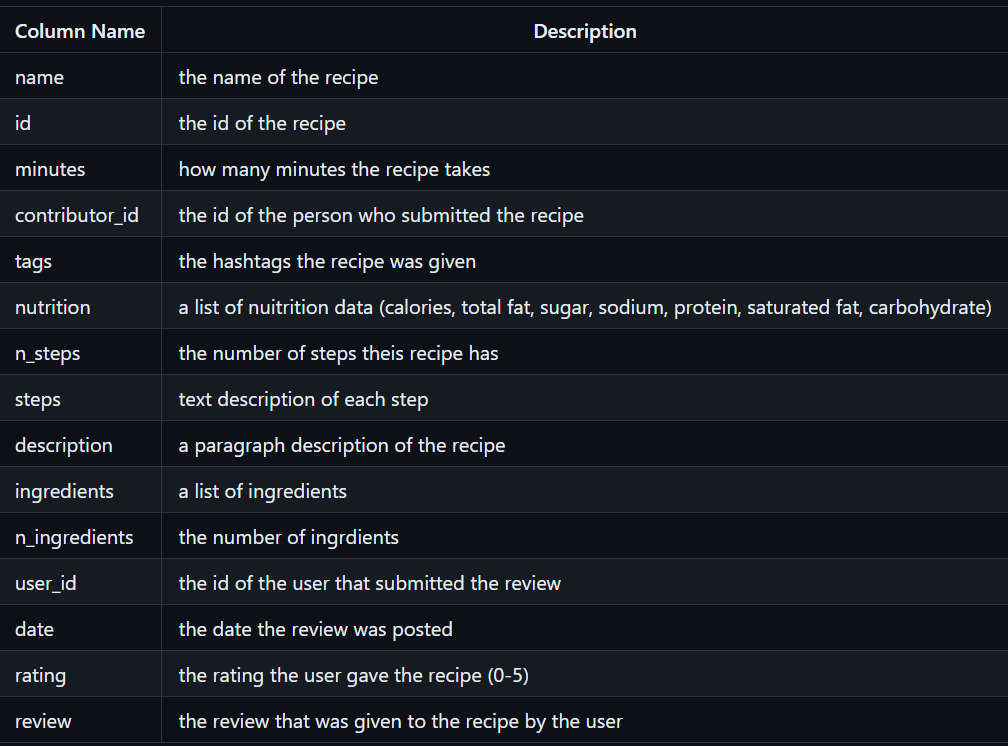 Column Name Description
name the name of the recipe
id the id of the recipe
minutes how many minutes the recipe takes
contributor_id the id of the person who submitted the recipe
tags the hashtags the recipe was given
nutrition a list of nuitrition data (calories, total fat, sugar, sodium, protein, saturated fat, carbohydrate)
n_steps the number of steps theis recipe has
steps text description of each step
description a paragraph description of the recipe
ingredients a list of ingredients
n_ingredients the number of ingrdients
user_id the id of the user that submitted the review
date the date the review was posted
rating the rating the user gave the recipe (0-5)
review the review that was given to the recipe by the user